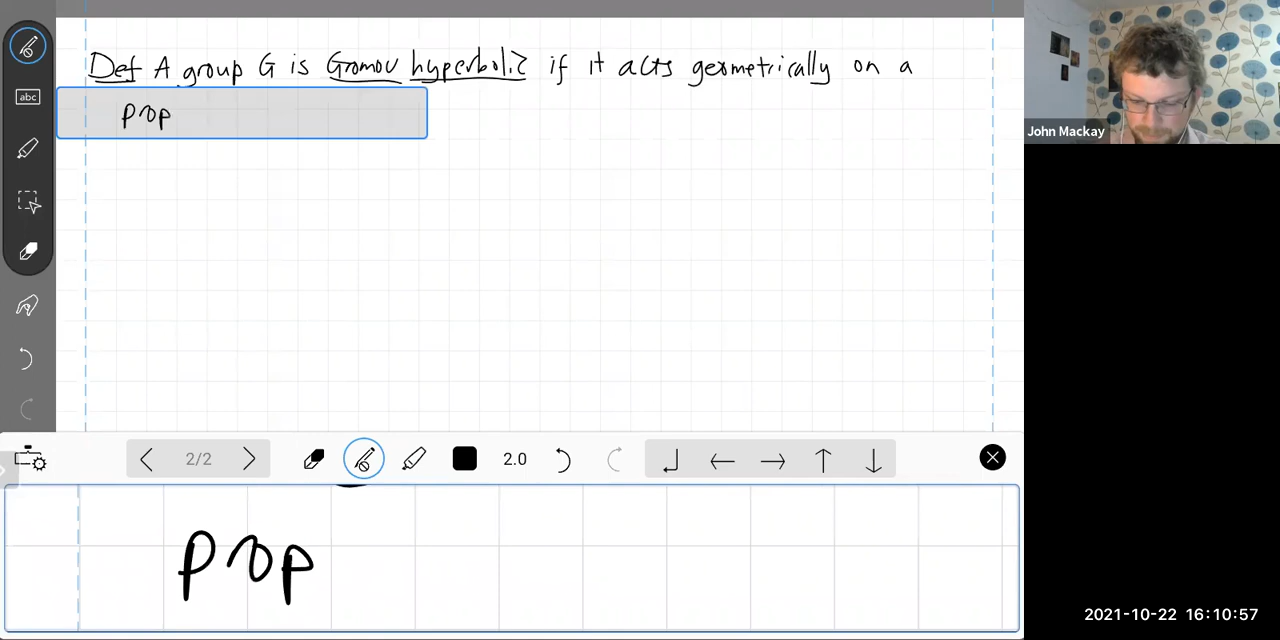 Def A group G is Gromov hyperbolic if it acts geometrically on a
prop
John Mackay
abc
2/2
2.0
prop
2021-10-22 16:10:57